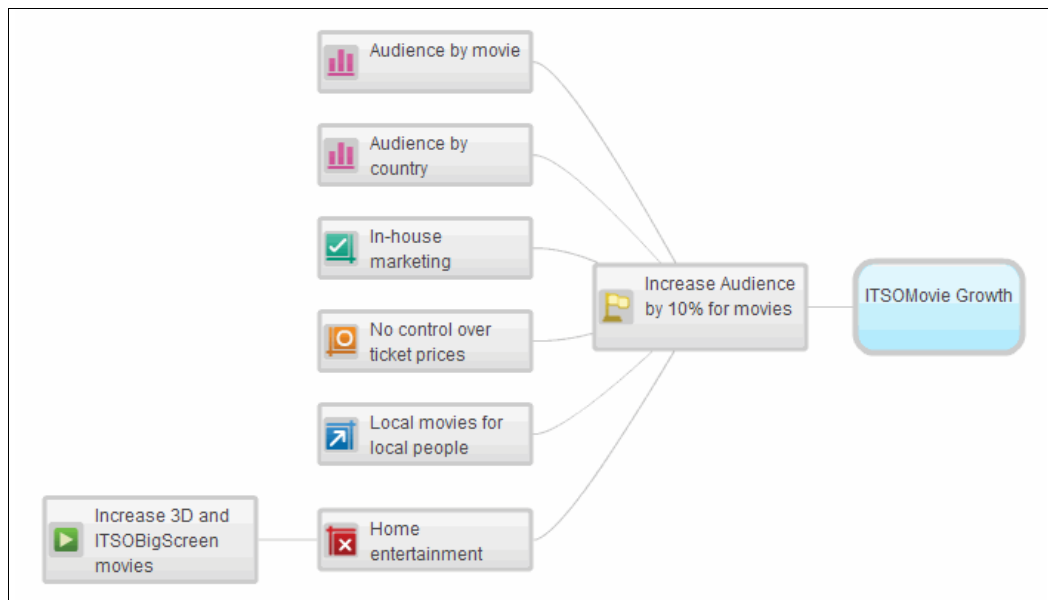 Audience by movie
Audience by
country
In-house
marketing
Increase Audience
by 10% for movies
ITSOMovie Growth
No control over
ticket prices
Local movies for
local people
Increase 3D and
ITSOBigScreen
movies
Home
entertainment